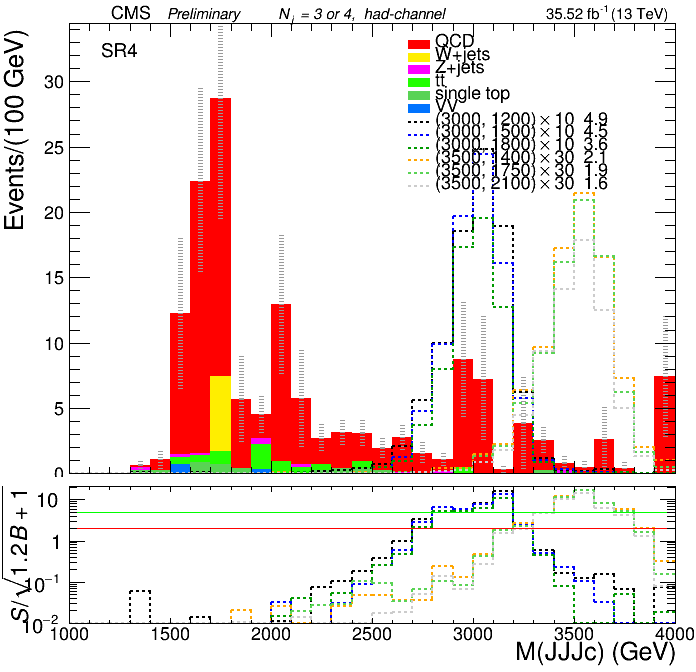 CMS Preliminary N_j = 3 or 4, had-channel 35.52 fb⁻¹ (13 TeV)
SR4
QCD
W+jets
Z+jets
tt
single top
VV
(3000, 1200) × 10 4.9
(3000, 1500) × 10 4.5
(3000, 1800) × 10 3.6
(3500, 1400) × 30 2.1
(3500, 1750) × 30 1.9
(3500, 2100) × 30 1.6
Events/(100 GeV)
30
25
20
15
10
5
0
S/√1.2B + 1
10
1
10⁻¹
10⁻²
1000 1500 2000 2500 3000 3500 4000
M(JJJc) (GeV)